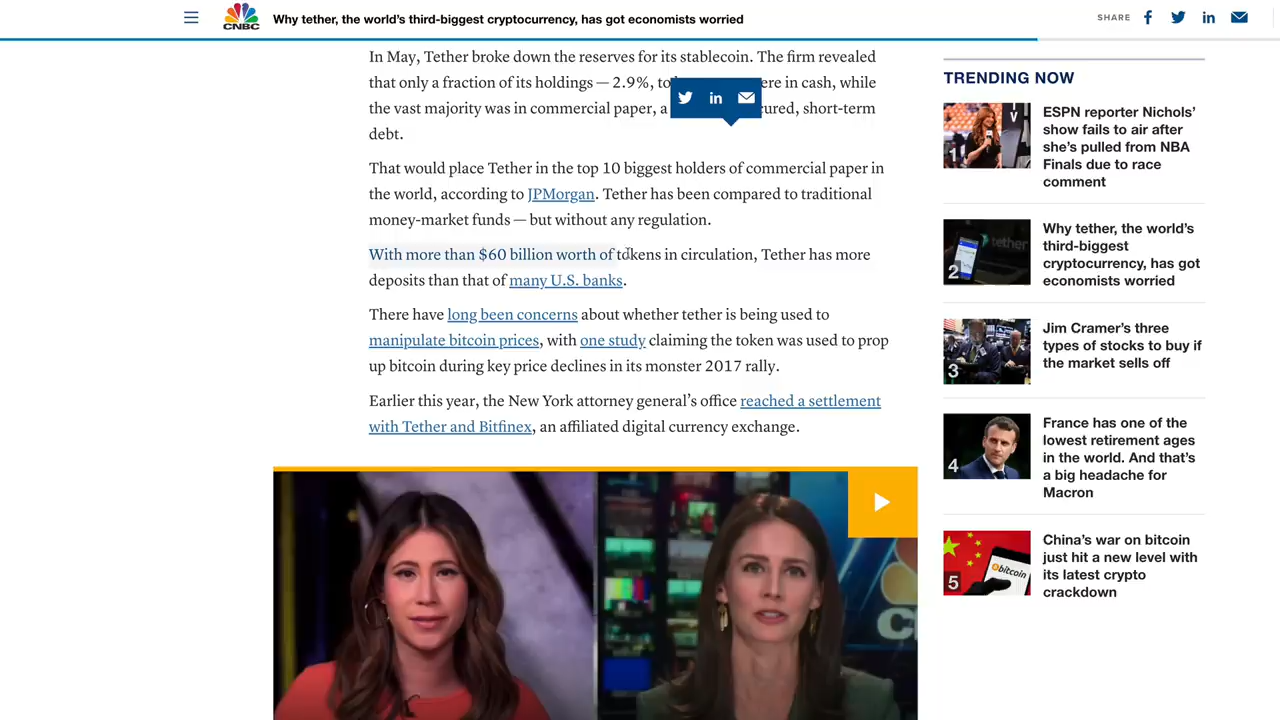 CNBC
Why tether, the world's third-biggest cryptocurrency, has got economists worried
SHARE
In May, Tether broke down the reserves for its stablecoin. The firm revealed
that only a fraction of its holdings — 2.9%, to ere in cash, while
the vast majority was in commercial paper, a cured, short-term
debt.
That would place Tether in the top 10 biggest holders of commercial paper in
the world, according to JPMorgan. Tether has been compared to traditional
money-market funds — but without any regulation.
With more than $60 billion worth of tokens in circulation, Tether has more
deposits than that of many U.S. banks.
There have long been concerns about whether tether is being used to
manipulate bitcoin prices, with one study claiming the token was used to prop
up bitcoin during key price declines in its monster 2017 rally.
Earlier this year, the New York attorney general's office reached a settlement
with Tether and Bitfinex, an affiliated digital currency exchange.
TRENDING NOW
1
ESPN reporter Nichols'
show fails to air after
she's pulled from NBA
Finals due to race
comment
2
tether
Why tether, the world's
third-biggest
cryptocurrency, has got
economists worried
3
Jim Cramer's three
types of stocks to buy if
the market sells off
4
France has one of the
lowest retirement ages
in the world. And that's
a big headache for
Macron
5
bitcoin
China's war on bitcoin
just hit a new level with
its latest crypto
crackdown